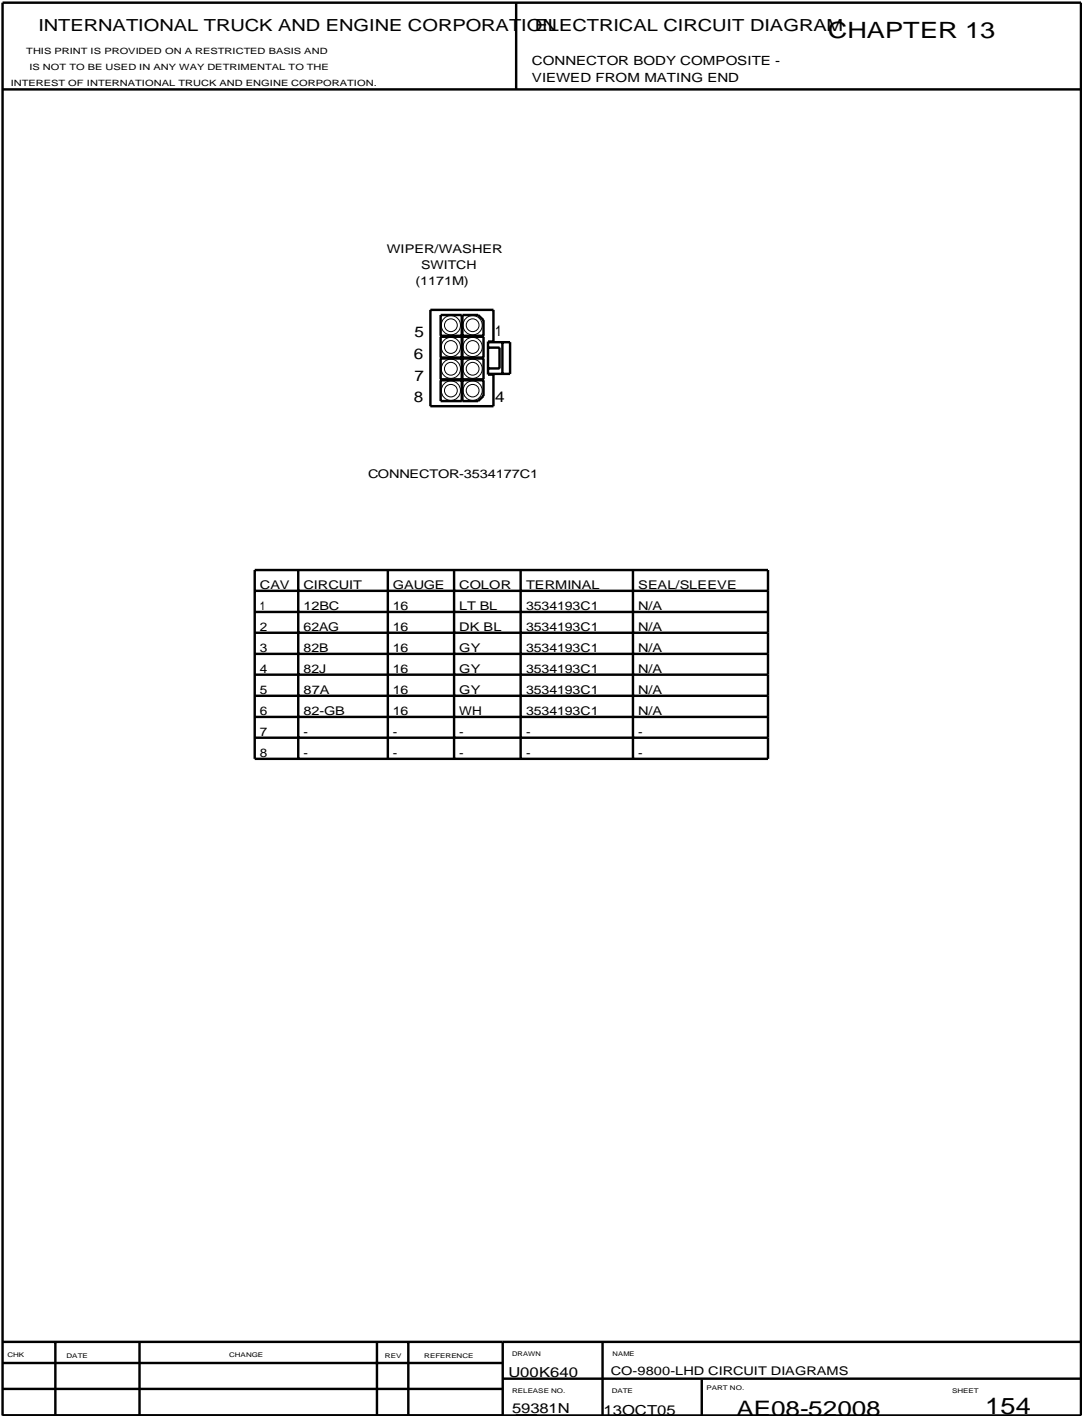 INTERNATIONAL TRUCK AND ENGINE CORPORATION
THIS PRINT IS PROVIDED ON A RESTRICTED BASIS AND
IS NOT TO BE USED IN ANY WAY DETRIMENTAL TO THE
INTEREST OF INTERNATIONAL TRUCK AND ENGINE CORPORATION.
ELECTRICAL CIRCUIT DIAGRAM
CHAPTER 13
CONNECTOR BODY COMPOSITE -
VIEWED FROM MATING END
WIPER/WASHER
SWITCH
(1171M)
5 1
6
7
8 4
CONNECTOR-3534177C1
CAV CIRCUIT GAUGE COLOR TERMINAL SEAL/SLEEVE
1 12BC 16 LT BL 3534193C1 N/A
2 62AG 16 DK BL 3534193C1 N/A
3 82B 16 GY 3534193C1 N/A
4 82J 16 GY 3534193C1 N/A
5 87A 16 GY 3534193C1 N/A
6 82-GB 16 WH 3534193C1 N/A
7 - - - - -
8 - - - - -
CHK DATE CHANGE REV REFERENCE DRAWN NAME
U00K640 CO-9800-LHD CIRCUIT DIAGRAMS
RELEASE NO. DATE PART NO. SHEET
59381N 13OCT05 AE08-52008 154